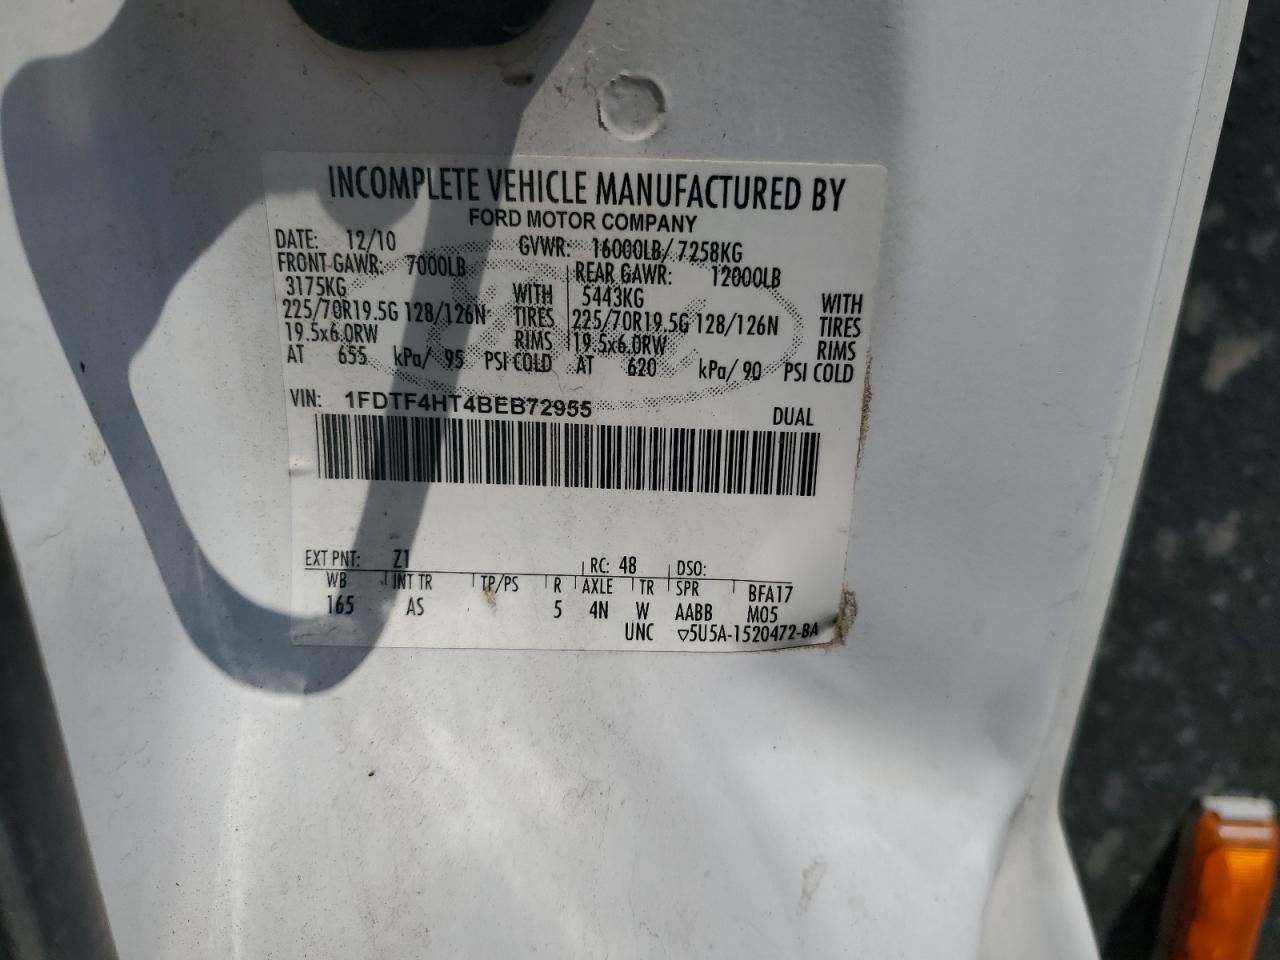 INCOMPLETE VEHICLE MANUFACTURED BY
FORD MOTOR COMPANY
DATE: 12/10 GVWR: 16000LB/ 7258KG
FRONT GAWR: 7000LB REAR GAWR: 12000LB
3175KG WITH 5443KG WITH
225/70R19.5G 128/126N TIRES 225/70R19.5G 128/126N TIRES
19.5x6.0RW RIMS 19.5x6.0RW RIMS
AT 655 kPa/ 95 PSI COLD AT 620 kPa/ 90 PSI COLD
VIN: 1FDTF4HT4BEB72955
DUAL
EXT PNT: Z1 RC: 48 DSO:
WB INT TR TP/PS R AXLE TR SPR BFA17
165 AS 5 4N W AABB M05
UNC ▽5U5A-1520472-BA